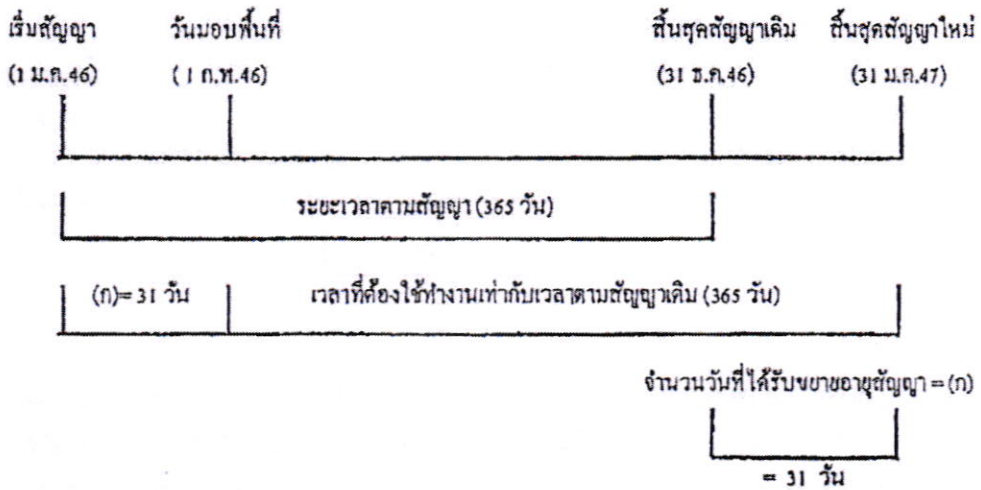 เริ่มสัญญา วันมอบพื้นที่ สิ้นสุดสัญญาเดิม สิ้นสุดสัญญาใหม่
(1 ม.ค.46) (1 ก.พ.46) (31 ธ.ค.46) (31 ม.ค.47)
ระยะเวลาตามสัญญา (365 วัน)
(ก)= 31 วัน เวลาที่ต้องใช้ทำงานเท่ากับเวลาตามสัญญาเดิม (365 วัน)
จำนวนวันที่ได้รับขยายอายุสัญญา = (ก)
= 31 วัน